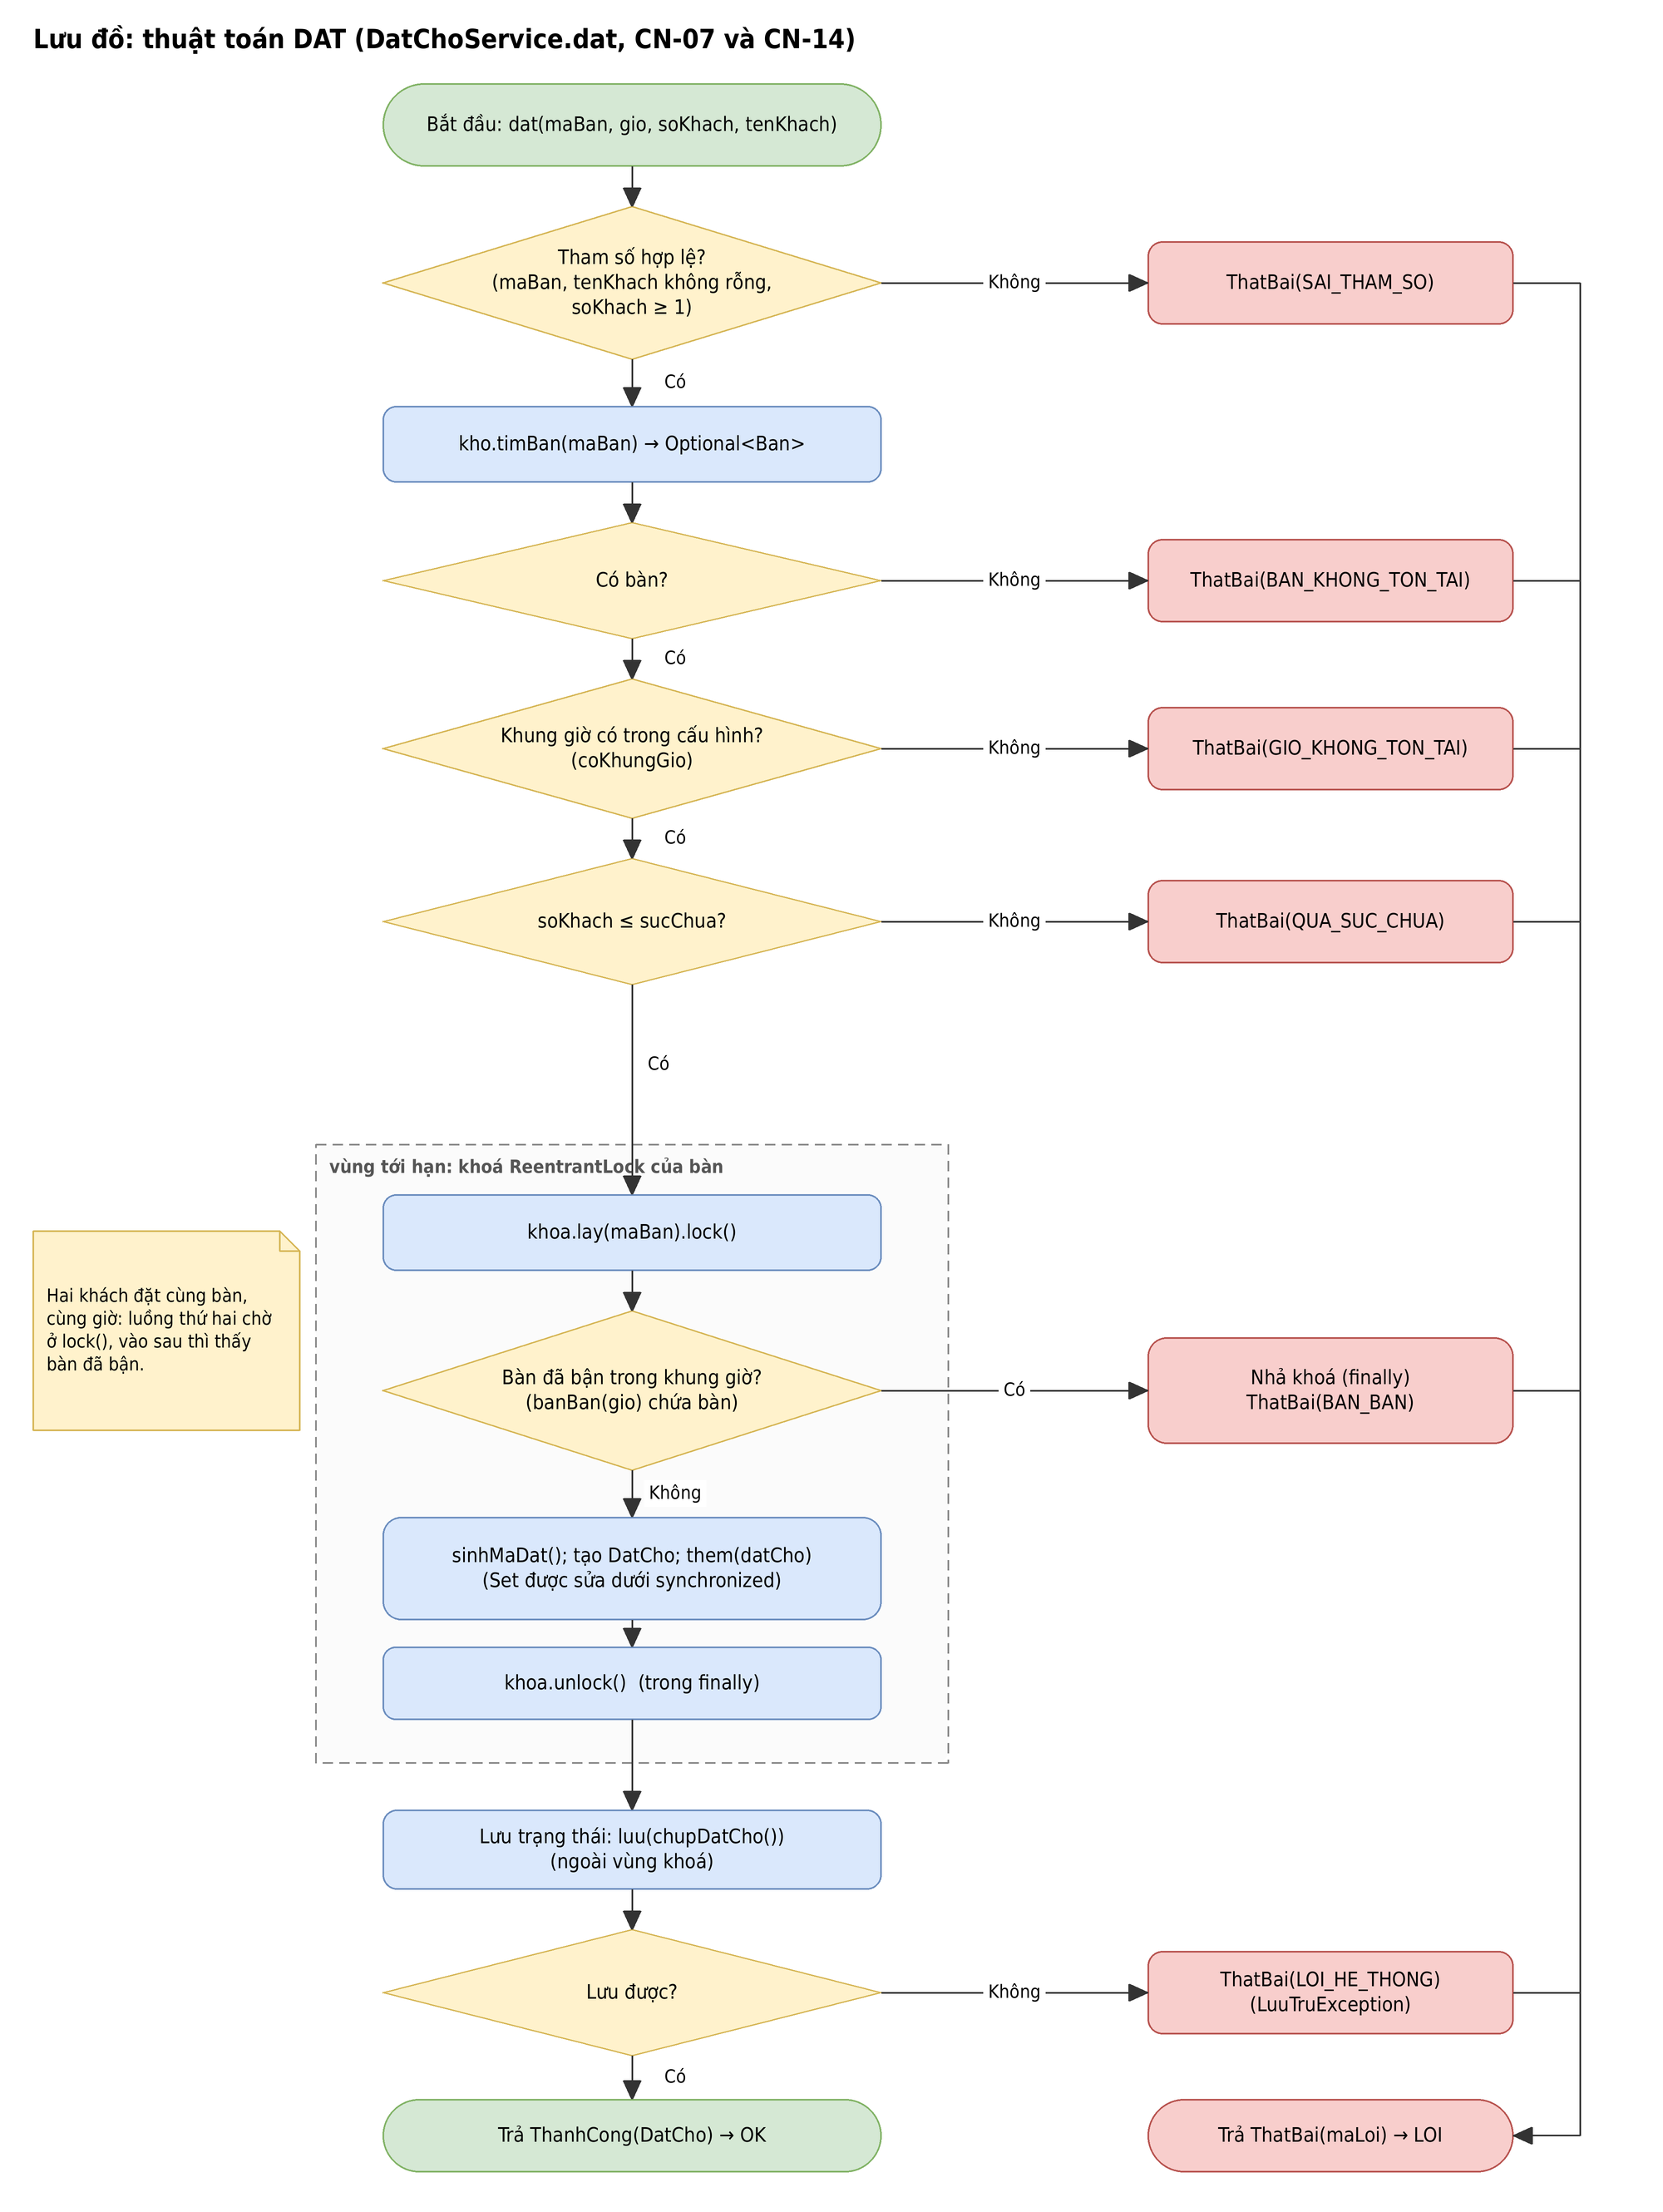 Lưu đồ: thuật toán DAT (DatChoService.dat, CN-07 và CN-14)
Bắt đầu: dat(maBan, gio, soKhach, tenKhach)
Tham số hợp lệ?
(maBan, tenKhach không rỗng,
soKhach ≥ 1)
Không
ThatBai(SAI_THAM_SO)
Có
kho.timBan(maBan) → Optional<Ban>
Có bàn?
Không
ThatBai(BAN_KHONG_TON_TAI)
Có
Khung giờ có trong cấu hình?
(coKhungGio)
Không
ThatBai(GIO_KHONG_TON_TAI)
Có
soKhach ≤ sucChua?
Không
ThatBai(QUA_SUC_CHUA)
Có
vùng tới hạn: khoá ReentrantLock của bàn
khoa.lay(maBan).lock()
Hai khách đặt cùng bàn,
cùng giờ: luồng thứ hai chờ
ở lock(), vào sau thì thấy
bàn đã bận.
Bàn đã bận trong khung giờ?
(banBan(gio) chứa bàn)
Có
Nhả khoá (finally)
ThatBai(BAN_BAN)
Không
sinhMaDat(); tạo DatCho; them(datCho)
(Set được sửa dưới synchronized)
khoa.unlock()  (trong finally)
Lưu trạng thái: luu(chupDatCho())
(ngoài vùng khoá)
Lưu được?
Không
ThatBai(LOI_HE_THONG)
(LuuTruException)
Có
Trả ThanhCong(DatCho) → OK
Trả ThatBai(maLoi) → LOI